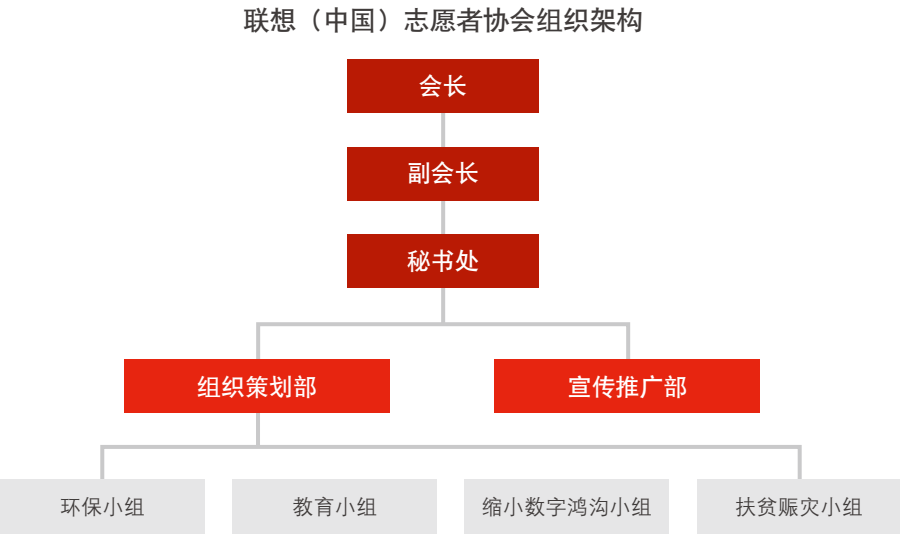 联想（中国）志愿者协会组织架构
会长
副会长
秘书处
组织策划部
宣传推广部
环保小组
教育小组
缩小数字鸿沟小组
扶贫赈灾小组